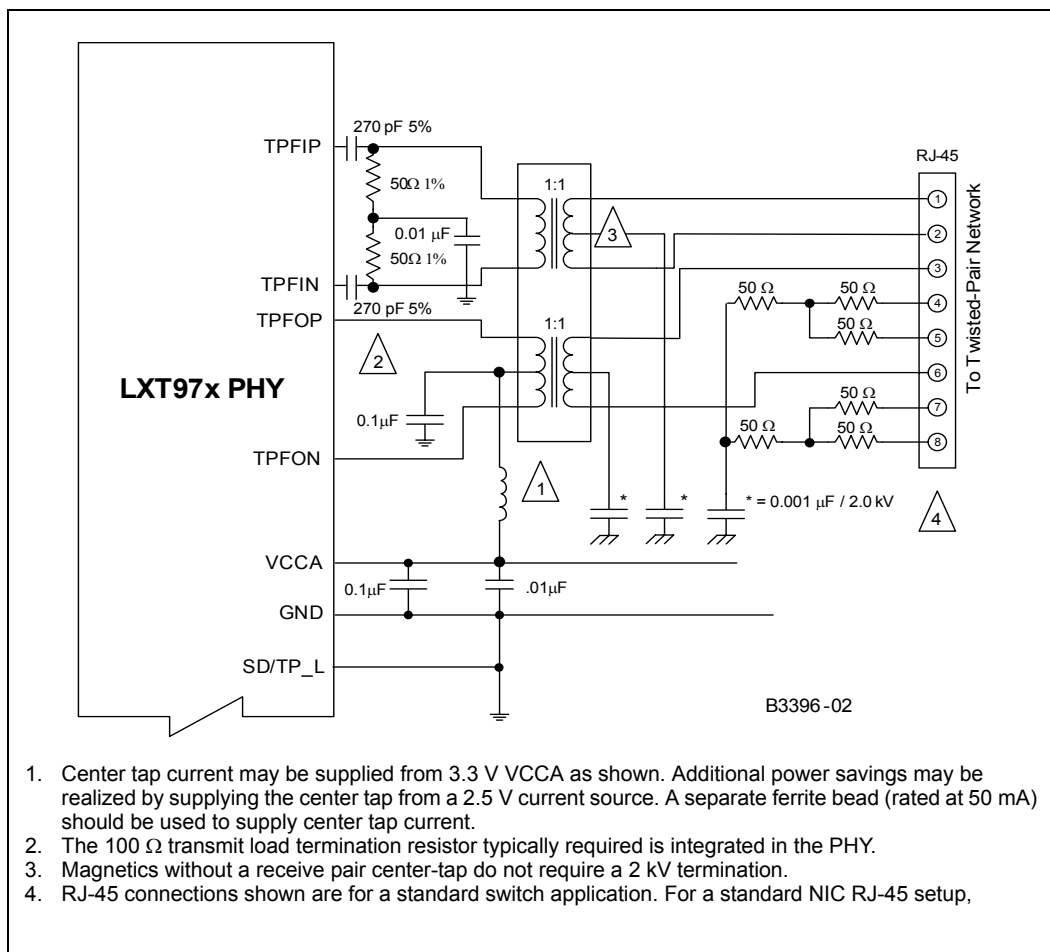 270 pF 5%
TPFIP
50Ω 1%
0.01 µF
50Ω 1%
TPFIN
270 pF 5%
TPFOP
2
LXT97x PHY
0.1µF
TPFON
1:1
3
1:1
1
RJ-45
1
2
3
50 Ω
50 Ω
4
50 Ω
5
6
50 Ω
7
50 Ω
50 Ω
8
To Twisted-Pair Network
*
*
* = 0.001 µF / 2.0 kV
4
VCCA
0.1µF
.01µF
GND
SD/TP_L
B3396-02
1. Center tap current may be supplied from 3.3 V VCCA as shown. Additional power savings may be
realized by supplying the center tap from a 2.5 V current source. A separate ferrite bead (rated at 50 mA)
should be used to supply center tap current.
2. The 100 Ω transmit load termination resistor typically required is integrated in the PHY.
3. Magnetics without a receive pair center-tap do not require a 2 kV termination.
4. RJ-45 connections shown are for a standard switch application. For a standard NIC RJ-45 setup,